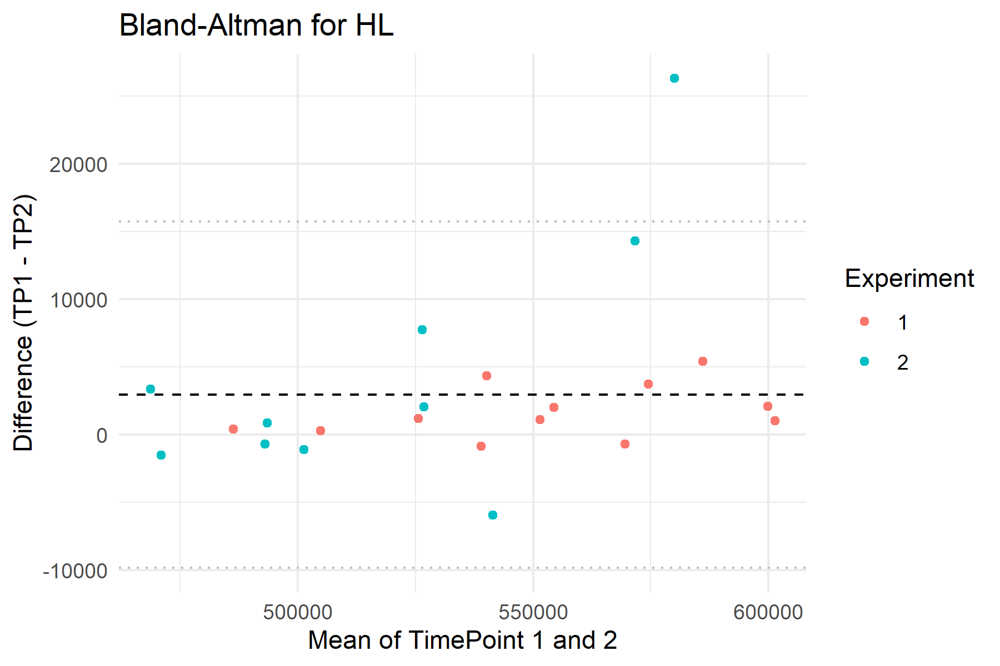 Bland-Altman for HL
Difference (TP1 - TP2)
20000
10000
0
-10000
500000
550000
600000
Mean of TimePoint 1 and 2
Experiment
1
2